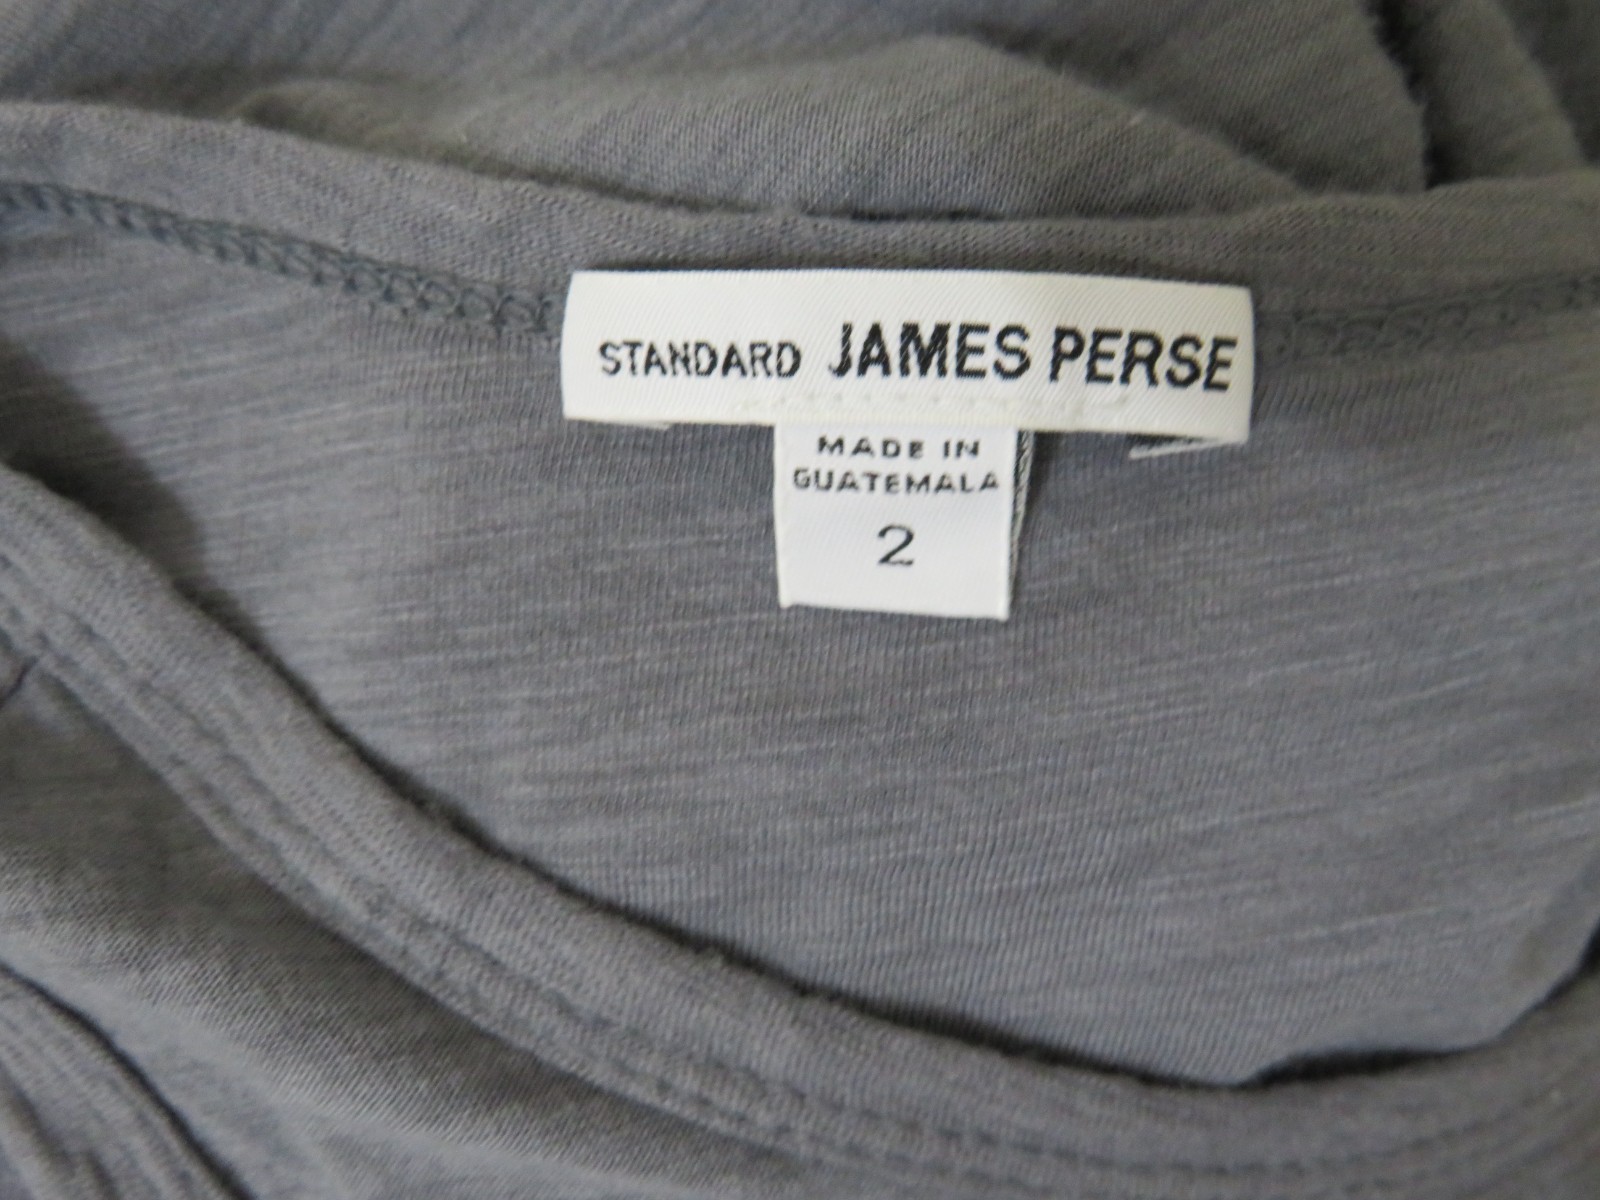 STANDARD JAMES PERSE
MADE IN
GUATEMALA
2